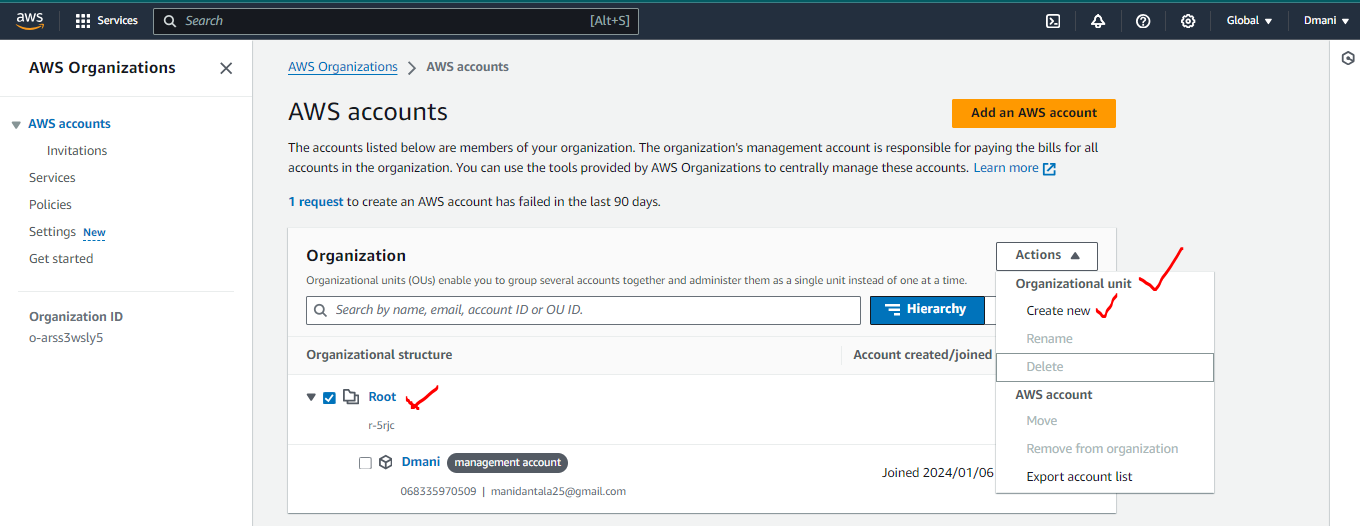 aws
Services
Search [Alt+S]
Global
Dmani
AWS Organizations
AWS accounts
Invitations
Services
Policies
Settings New
Get started
Organization ID
o-arss3wsly5
AWS Organizations > AWS accounts
AWS accounts
Add an AWS account
The accounts listed below are members of your organization. The organization's management account is responsible for paying the bills for all
accounts in the organization. You can use the tools provided by AWS Organizations to centrally manage these accounts. Learn more
1 request to create an AWS account has failed in the last 90 days.
Organization
Organizational units (OUs) enable you to group several accounts together and administer them as a single unit instead of one at a time.
Search by name, email, account ID or OU ID.
Hierarchy
Actions
Organizational unit
Create new
Rename
Delete
AWS account
Move
Remove from organization
Export account list
Organizational structure
Account created/joined
Root
r-5rjc
Dmani management account
068335970509 | manidantala25@gmail.com
Joined 2024/01/06